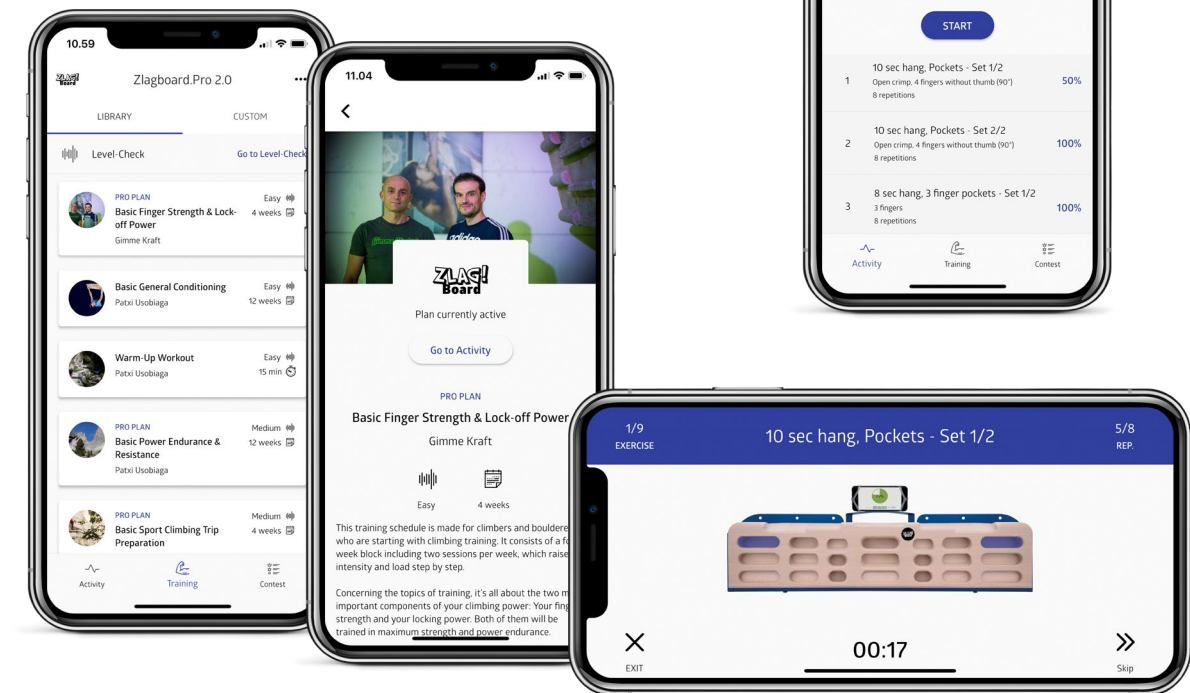 10.59
ZLAG!
Board
Zlagboard.Pro 2.0
LIBRARY
CUSTOM
Level-Check
Go to Level-Check
PRO PLAN
Easy
Basic Finger Strength & Lock-
4 weeks
off Power
Gimme Kraft
Basic General Conditioning
Easy
Patxi Usobiaga
12 weeks
Warm-Up Workout
Easy
Patxi Usobiaga
15 min
PRO PLAN
Medium
Basic Power Endurance &
12 weeks
Resistance
Patxi Usobiaga
PRO PLAN
Medium
Basic Sport Climbing Trip
4 weeks
Preparation
Activity
Training
Contest
11.04
adidas
ZLAG!
Board
Plan currently active
Go to Activity
PRO PLAN
Basic Finger Strength & Lock-off Power
Gimme Kraft
Easy
4 weeks
This training schedule is made for climbers and bouldere
who are starting with climbing training. It consists of a fo
week block including two sessions per week, which raise
intensity and load step by step.
Concerning the topics of training, it's all about the two m
important components of your climbing power: Your fing
strength and your locking power. Both of them will be
trained in maximum strength and power endurance.
START
1
10 sec hang, Pockets - Set 1/2
Open crimp, 4 fingers without thumb (90°)
8 repetitions
50%
2
10 sec hang, Pockets - Set 2/2
Open crimp, 4 fingers without thumb (90°)
8 repetitions
100%
3
8 sec hang, 3 finger pockets - Set 1/2
3 fingers
8 repetitions
100%
Activity
Training
Contest
1/9
EXERCISE
10 sec hang, Pockets - Set 1/2
5/8
REP.
EXIT
00:17
Skip